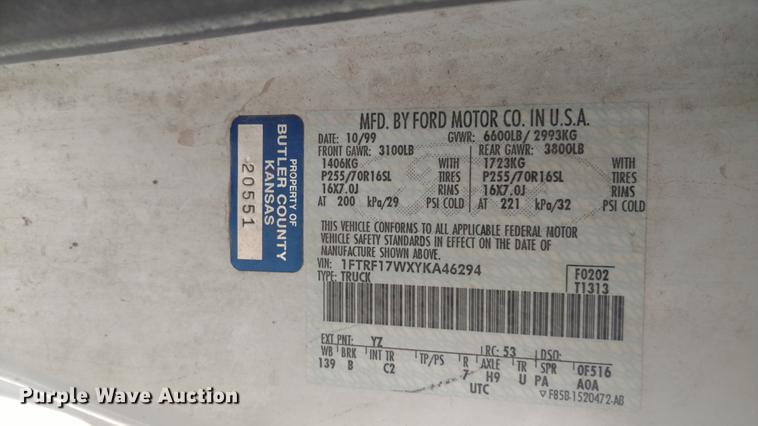 PROPERTY OF
BUTLER COUNTY
KANSAS
20551
MFD. BY FORD MOTOR CO. IN U.S.A.
DATE: 10/99 GVWR: 6600LB/ 2993KG
FRONT GAWR: 3100LB REAR GAWR: 3800LB
1406KG WITH 1723KG WITH
P255/70R16SL TIRES P255/70R16SL TIRES
16X7.0J RIMS 16X7.0J RIMS
AT 200 kPa/29 PSI COLD AT 221 kPa/32 PSI COLD
THIS VEHICLE CONFORMS TO ALL APPLICABLE FEDERAL MOTOR
VEHICLE SAFETY STANDARDS IN EFFECT ON THE DATE OF
MANUFACTURE SHOWN ABOVE.
VIN: 1FTRF17WXYKA46294 F0202
TYPE: TRUCK T1313
EXT PNT: YZ RC: 53 DSO:
WB BRK INT TR TP/PS R AXLE TR SPR 0F516
139 B C2 7 H9 U PA A0A
UTC ▽F85B-1520472-AB
Purple Wave Auction